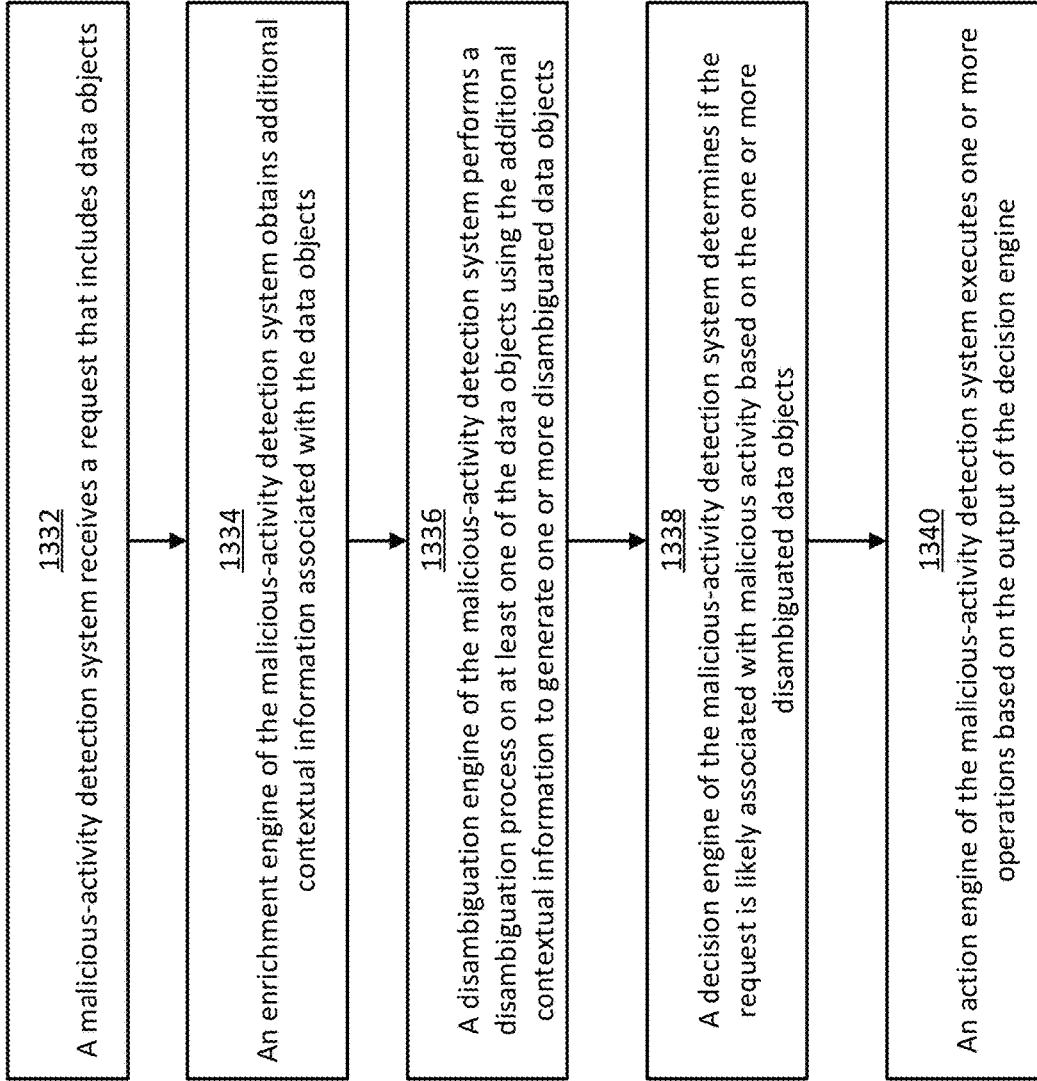 1332
A malicious-activity detection system receives a request that includes data objects
1334
An enrichment engine of the malicious-activity detection system obtains additional
contextual information associated with the data objects
1336
A disambiguation engine of the malicious-activity detection system performs a
disambiguation process on at least one of the data objects using the additional
contextual information to generate one or more disambiguated data objects
1338
A decision engine of the malicious-activity detection system determines if the
request is likely associated with malicious activity based on the one or more
disambiguated data objects
1340
An action engine of the malicious-activity detection system executes one or more
operations based on the output of the decision engine